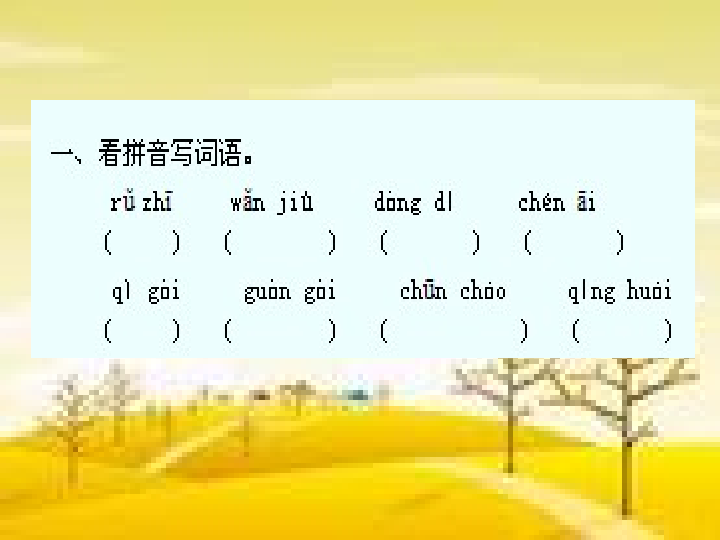 一、看拼音写词语。
rǔ zhī wǎn jiù dòng dì chén āi
( ) ( ) ( ) ( )
qì gài guàn gài chūn cháo qíng huái
( ) ( ) ( ) ( )